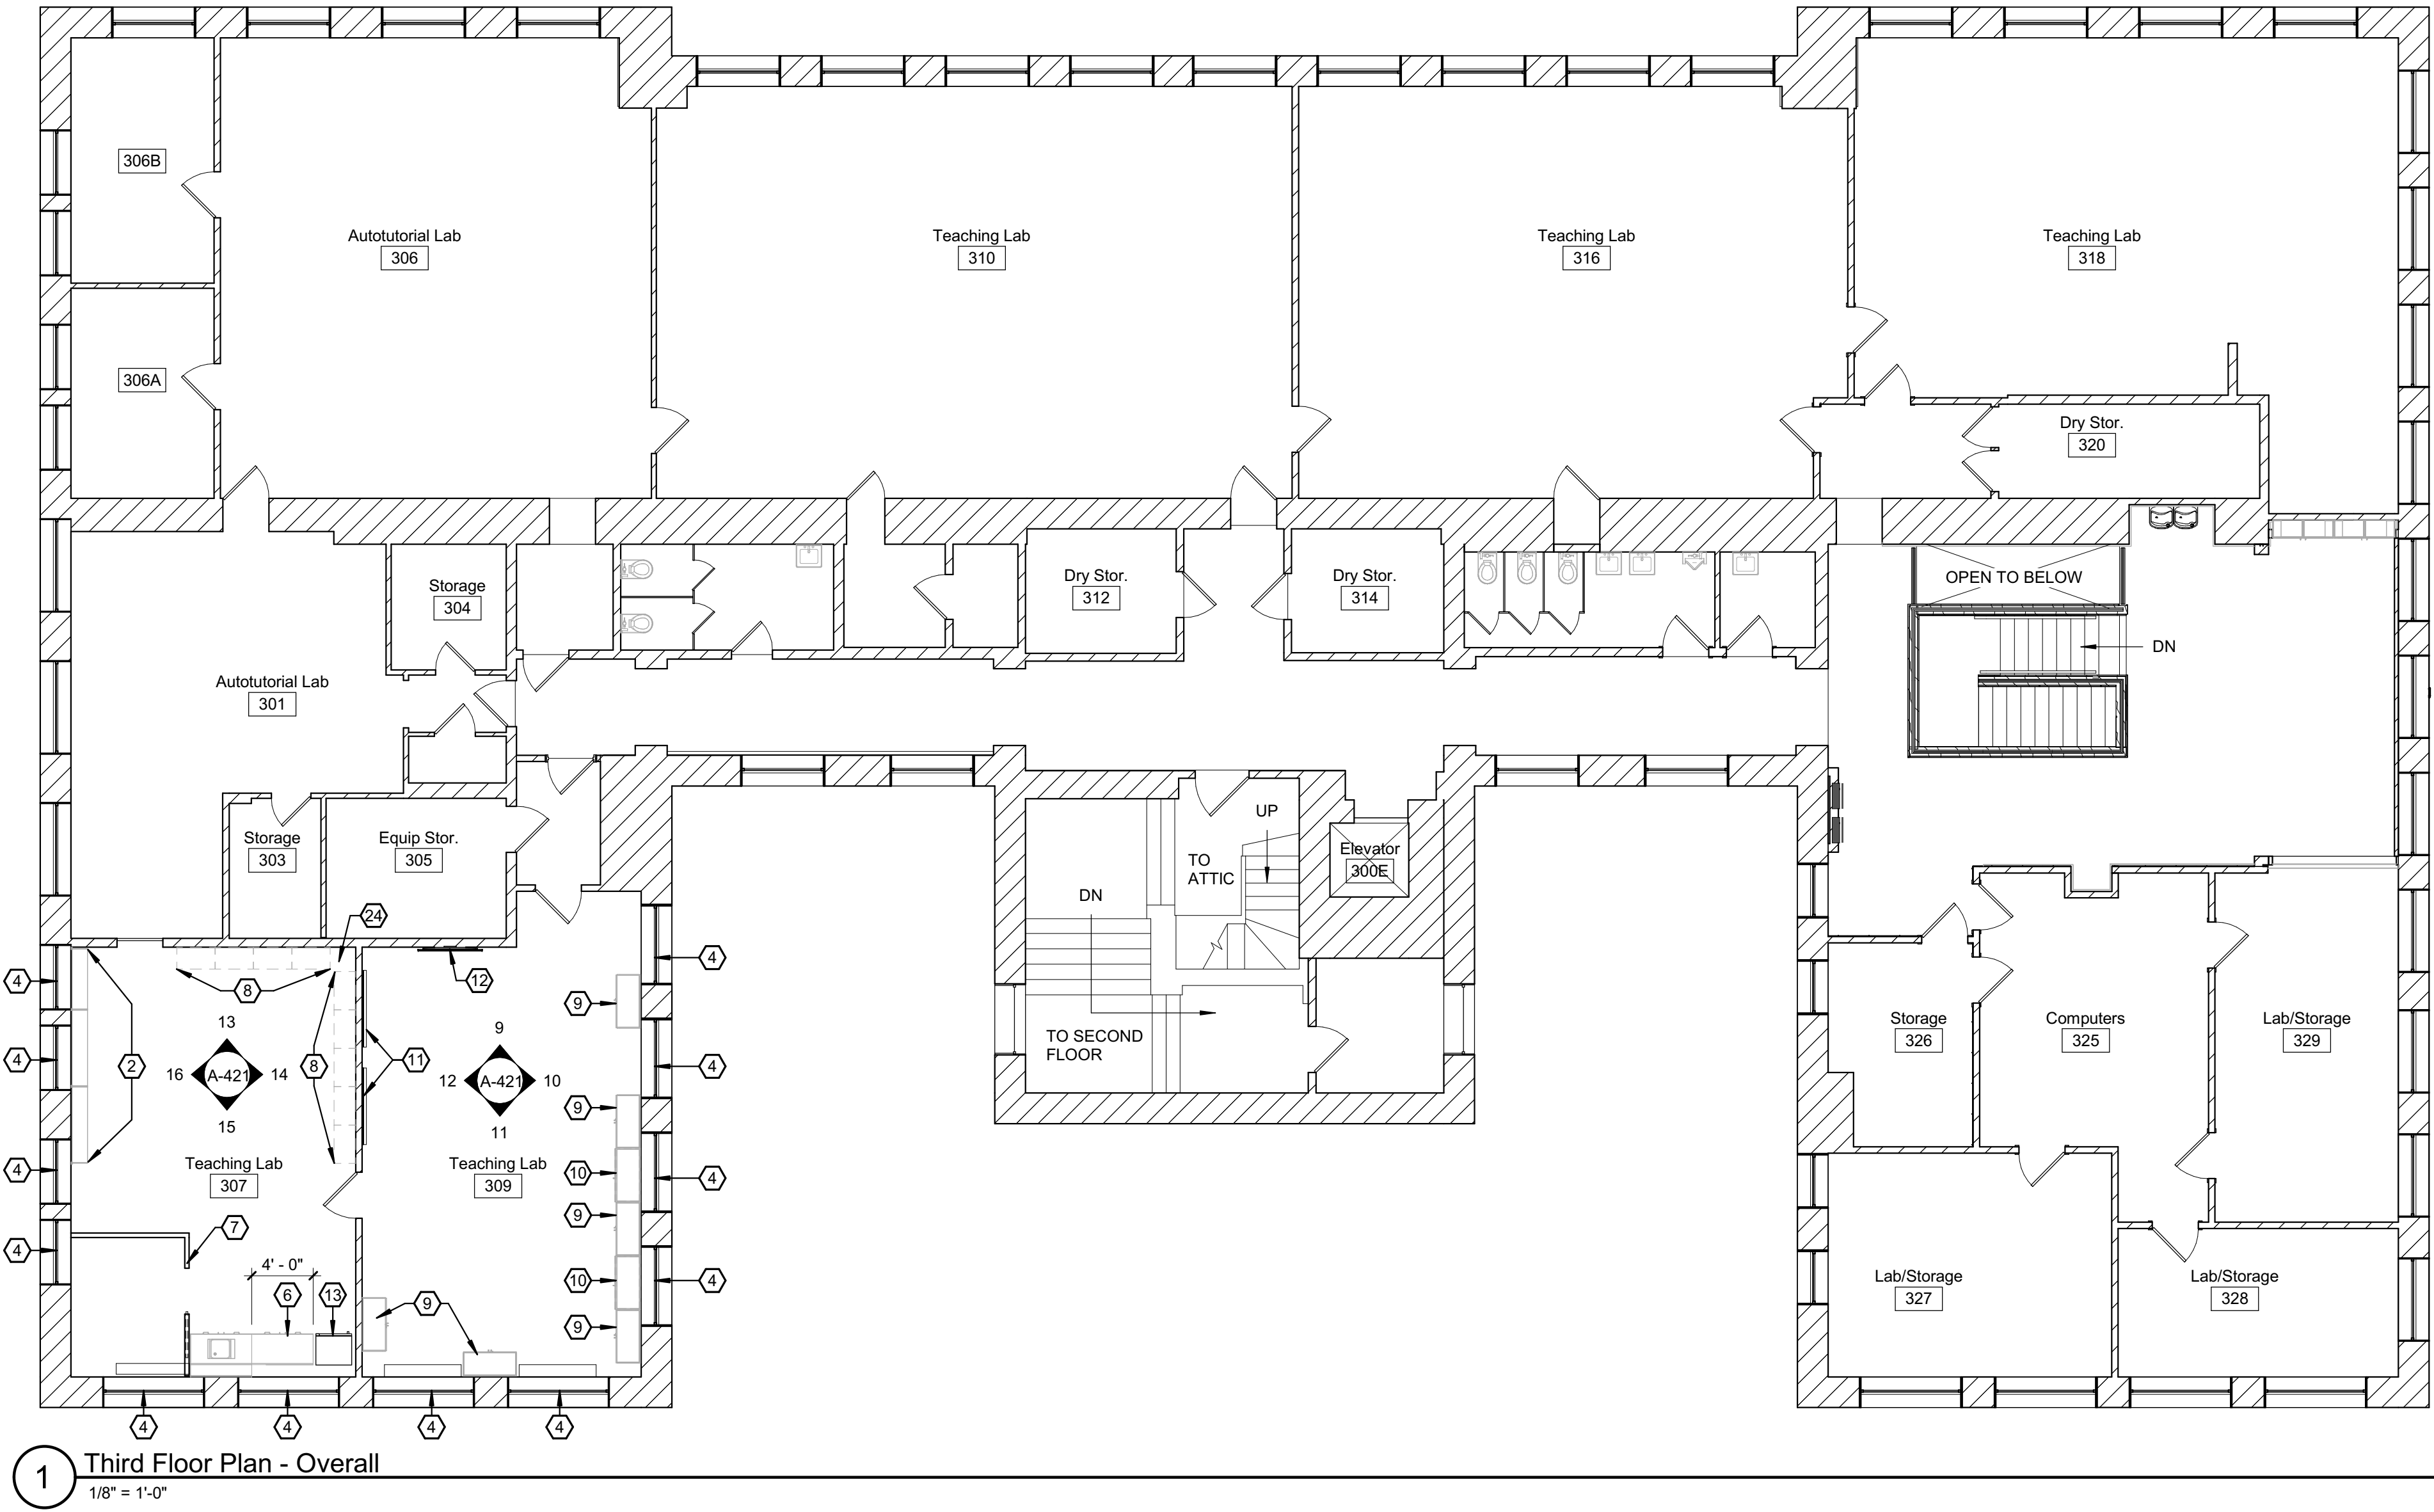 306B
Autotutorial Lab
306
Teaching Lab
310
Teaching Lab
316
Teaching Lab
318
306A
Dry Stor.
320
Storage
304
Dry Stor.
312
Dry Stor.
314
OPEN TO BELOW
DN
Autotutorial Lab
301
Storage
303
Equip Stor.
305
UP
TO
ATTIC
Elevator
300E
DN
TO SECOND
FLOOR
24
12
4
4
8
9
2
13
16
A-421
14
15
8
11
9
12
A-421
10
11
4
4
4
4
9
4
10
4
9
10
4
9
Teaching Lab
307
Teaching Lab
309
7
4' - 0"
6
13
9
4
4
4
4
Storage
326
Computers
325
Lab/Storage
329
Lab/Storage
327
Lab/Storage
328
1
Third Floor Plan - Overall
1/8" = 1'-0"